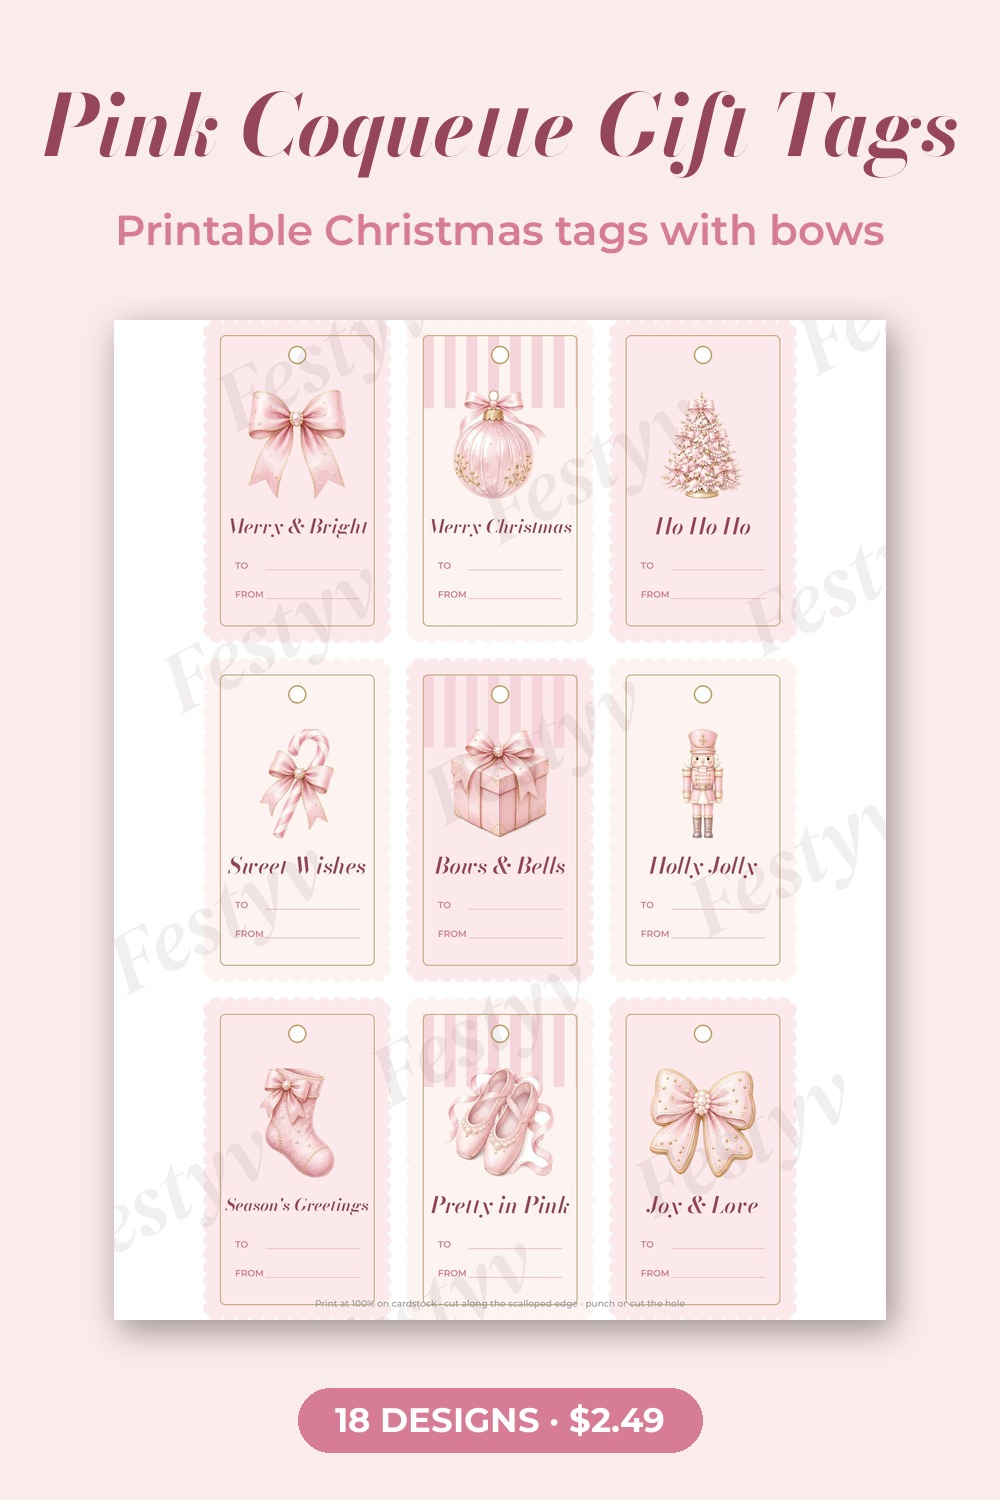 Pink Coquette Gift Tags
Printable Christmas tags with bows
Merry & Bright
TO
FROM
Merry Christmas
TO
FROM
Ho Ho Ho
TO
FROM
Sweet Wishes
TO
FROM
Bows & Bells
TO
FROM
Holly Jolly
TO
FROM
Season's Greetings
TO
FROM
Pretty in Pink
TO
FROM
Joy & Love
TO
FROM
Print at 100% on cardstock · cut along the scalloped edge · punch or cut the hole
Festyv
18 DESIGNS · $2.49